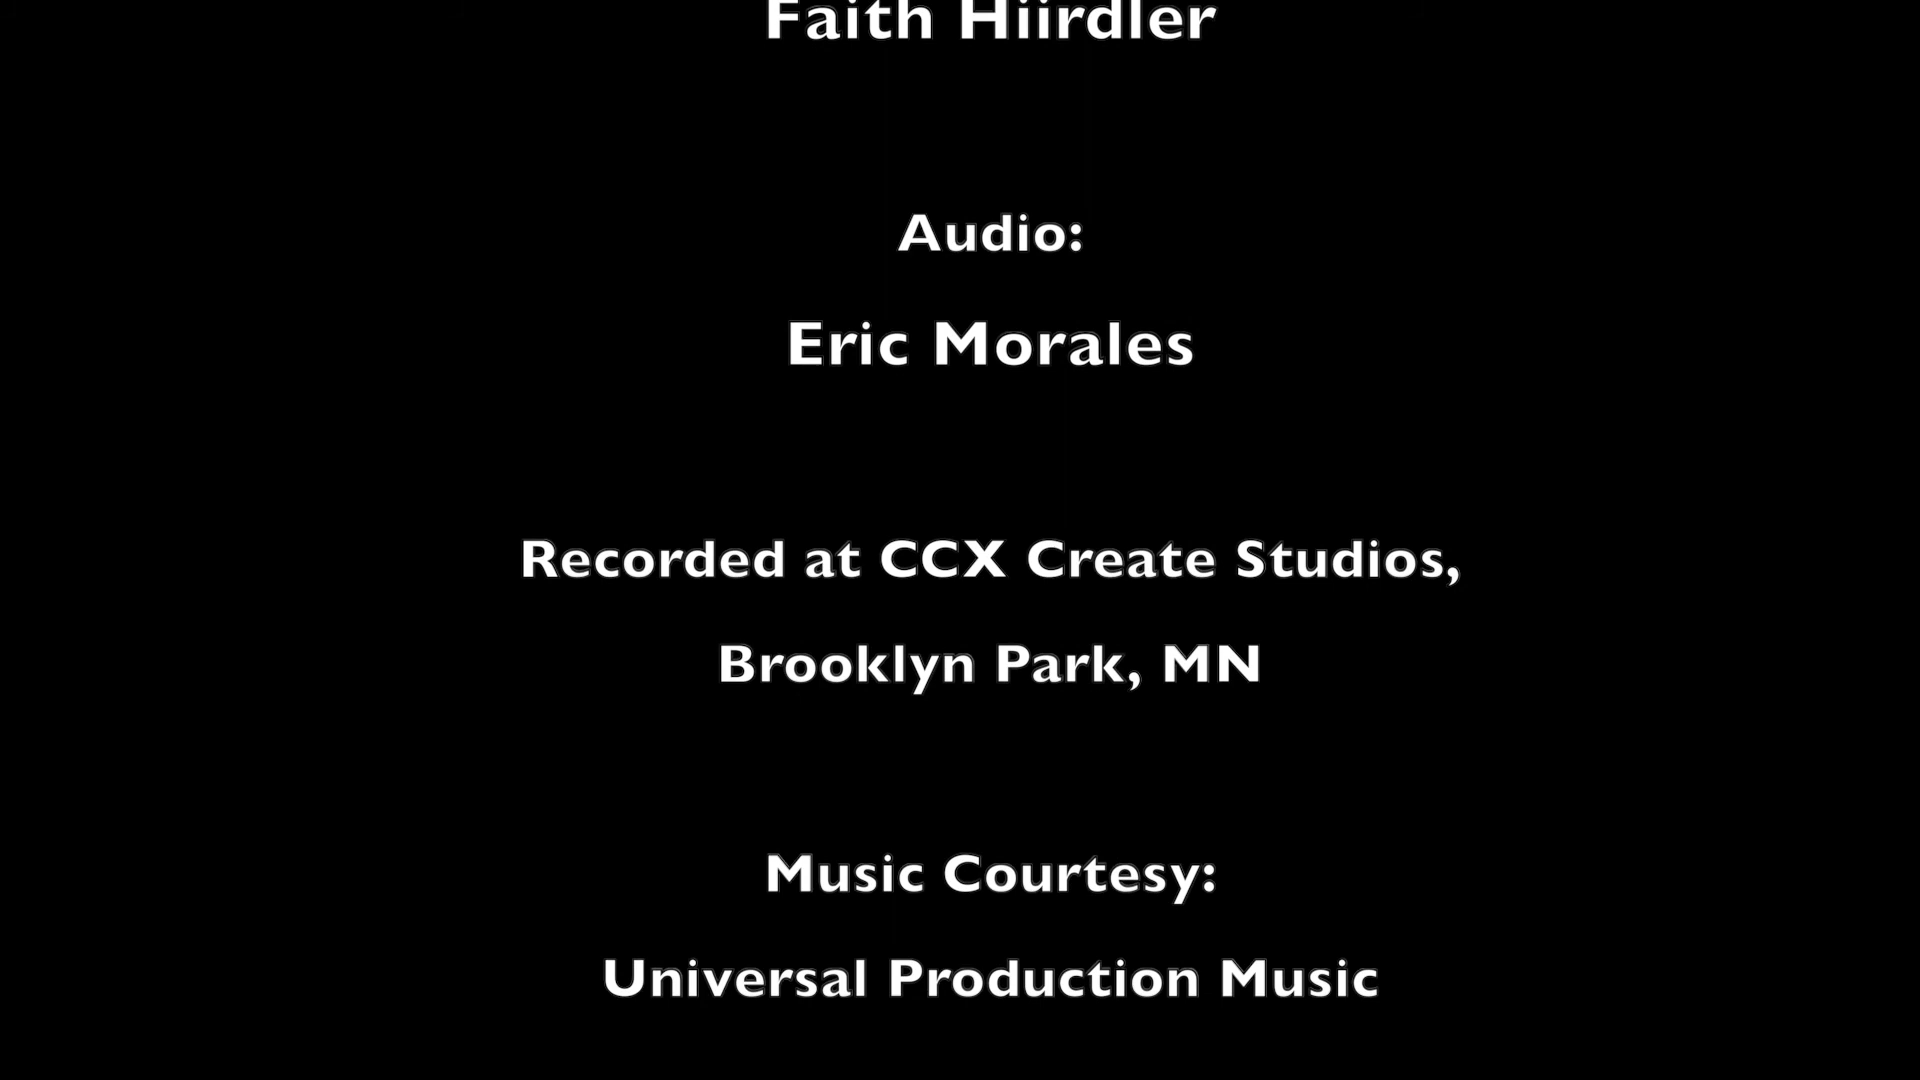 Faith Hiirdler
Audio:
Eric Morales
Recorded at CCX Create Studios,
Brooklyn Park, MN
Music Courtesy:
Universal Production Music